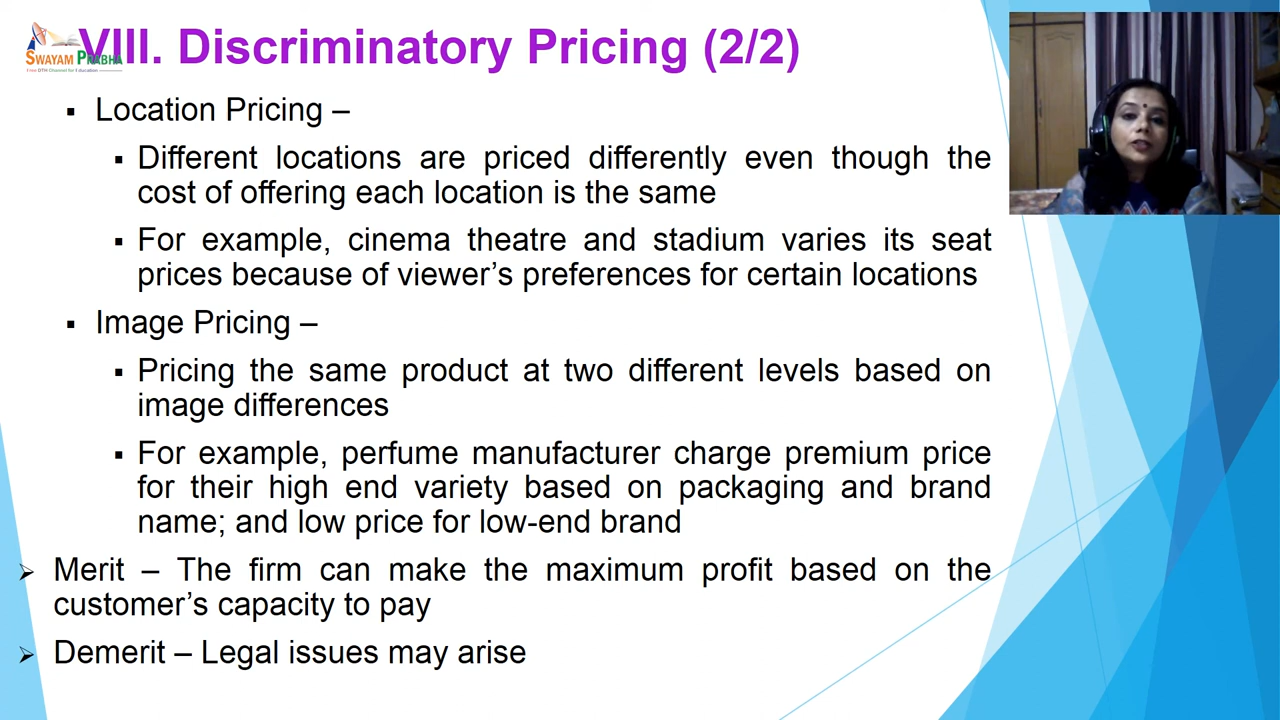 VIII. Discriminatory Pricing (2/2)
SWAYAM PRABHA
Free DTH Channel for Education
Location Pricing –
Different locations are priced differently even though the
cost of offering each location is the same
For example, cinema theatre and stadium varies its seat
prices because of viewer’s preferences for certain locations
Image Pricing –
Pricing the same product at two different levels based on
image differences
For example, perfume manufacturer charge premium price
for their high end variety based on packaging and brand
name; and low price for low-end brand
Merit – The firm can make the maximum profit based on the
customer’s capacity to pay
Demerit – Legal issues may arise